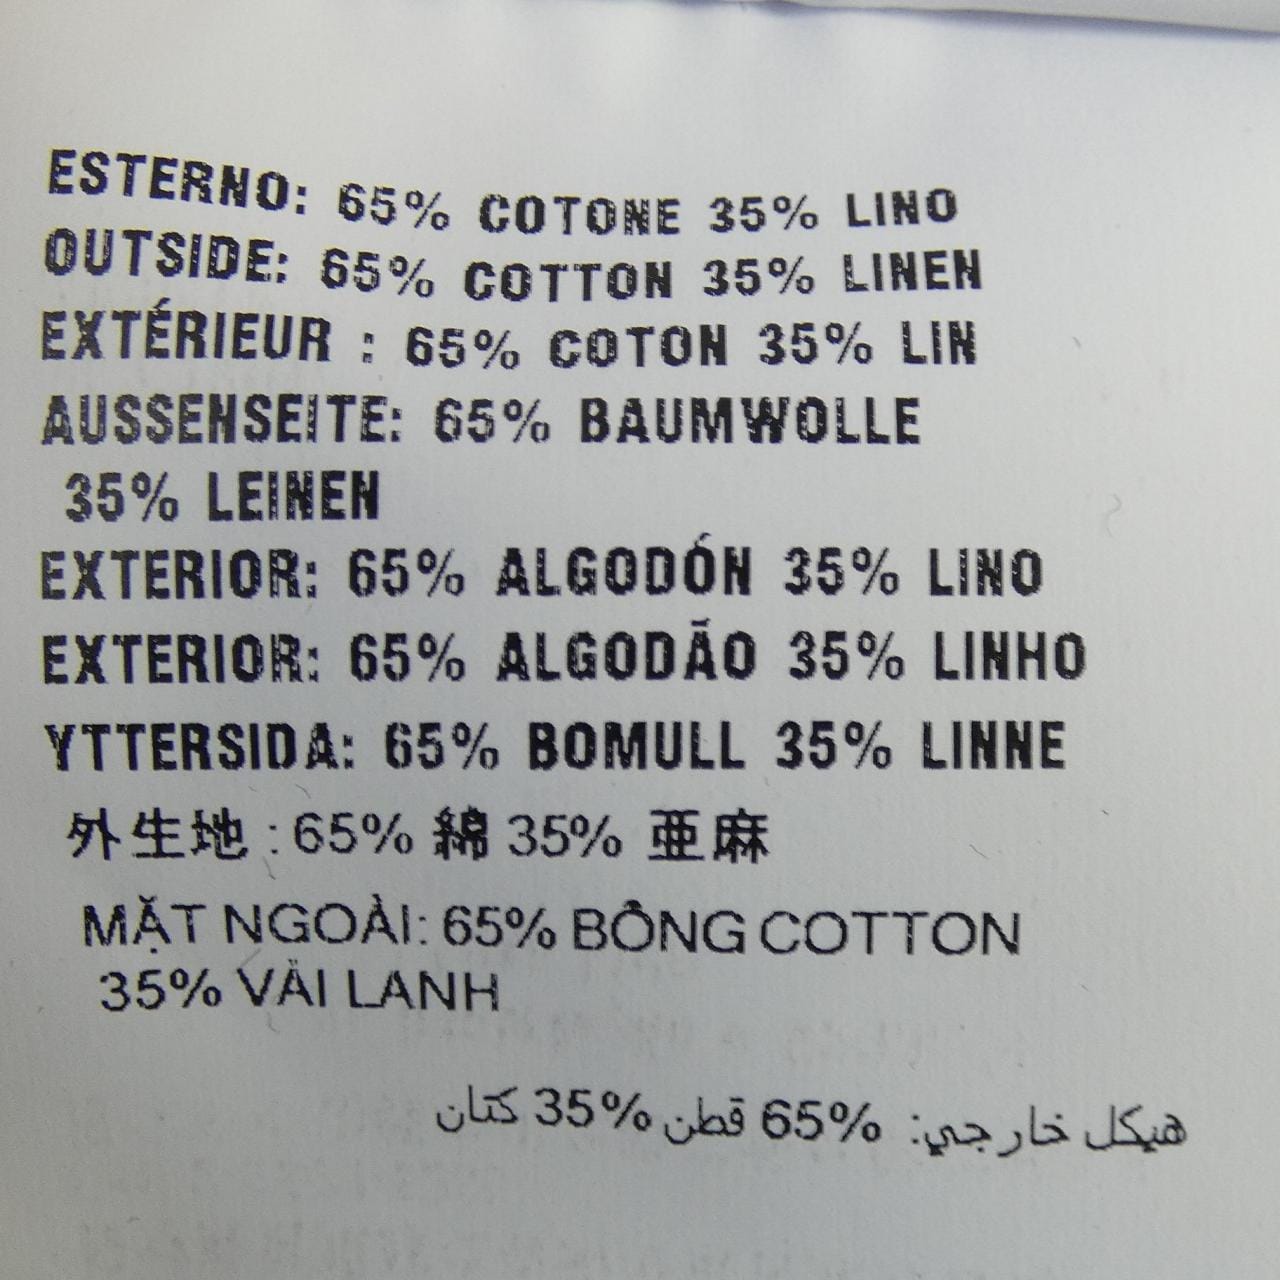 ESTERNO: 65% COTONE 35% LINO
OUTSIDE: 65% COTTON 35% LINEN
EXTÉRIEUR : 65% COTON 35% LIN
AUSSENSEITE: 65% BAUMWOLLE
35% LEINEN
EXTERIOR: 65% ALGODÓN 35% LINO
EXTERIOR: 65% ALGODÃO 35% LINHO
YTTERSIDA: 65% BOMULL 35% LINNE
外生地 : 65% 綿 35% 亜麻
MẶT NGOÀI: 65% BÔNG COTTON
35% VẢI LANH
هيكل خارجي: 65% قطن 35% كتان